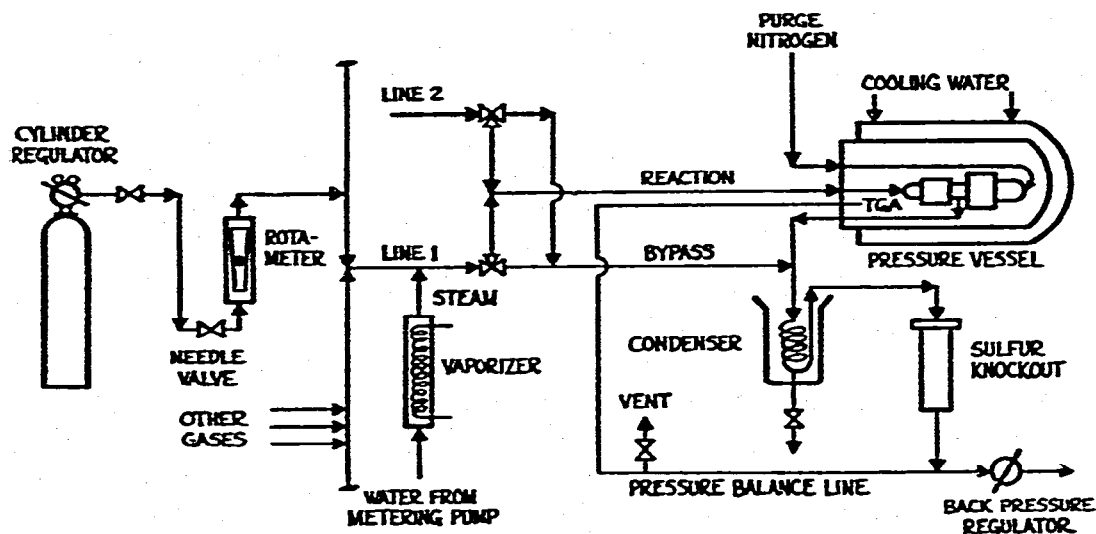 PURGE
NITROGEN
COOLING WATER
LINE 2
CYLINDER
REGULATOR
REACTION
TGA
ROTA-
METER
LINE 1
BYPASS
PRESSURE VESSEL
STEAM
NEEDLE
VALVE
VAPORIZER
CONDENSER
SULFUR
KNOCKOUT
VENT
OTHER
GASES
WATER FROM
METERING PUMP
PRESSURE BALANCE LINE
BACK PRESSURE
REGULATOR